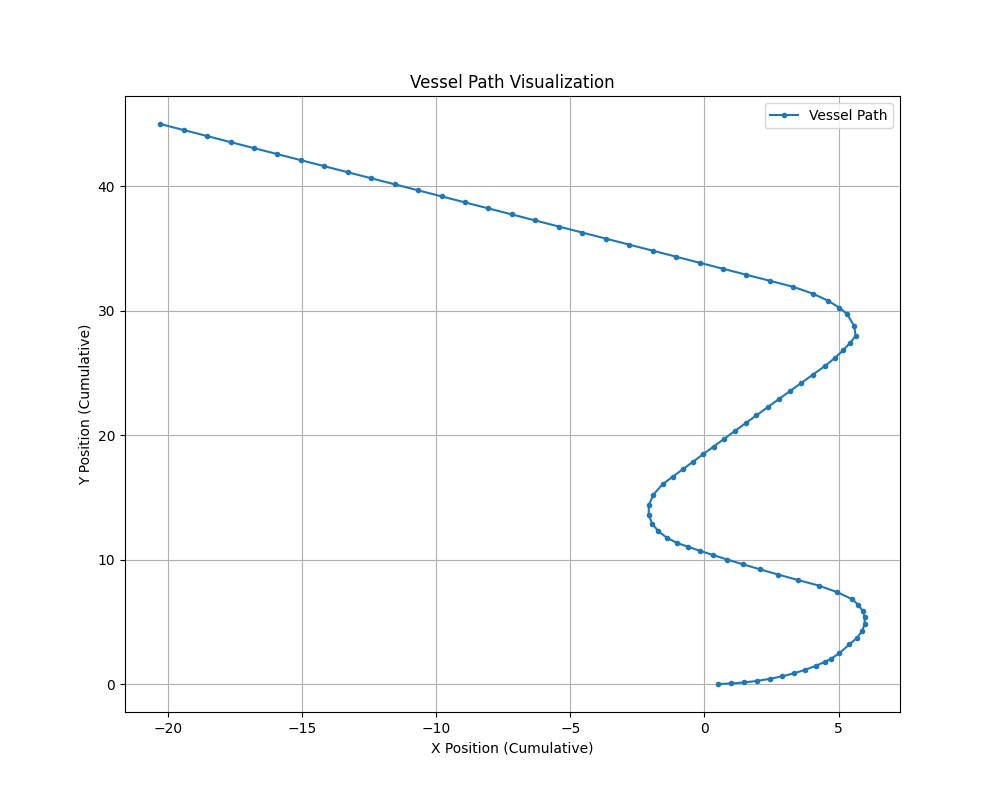 Vessel Path Visualization
Vessel Path
Y Position (Cumulative)
40
30
20
10
0
−20
−15
−10
−5
0
5
X Position (Cumulative)